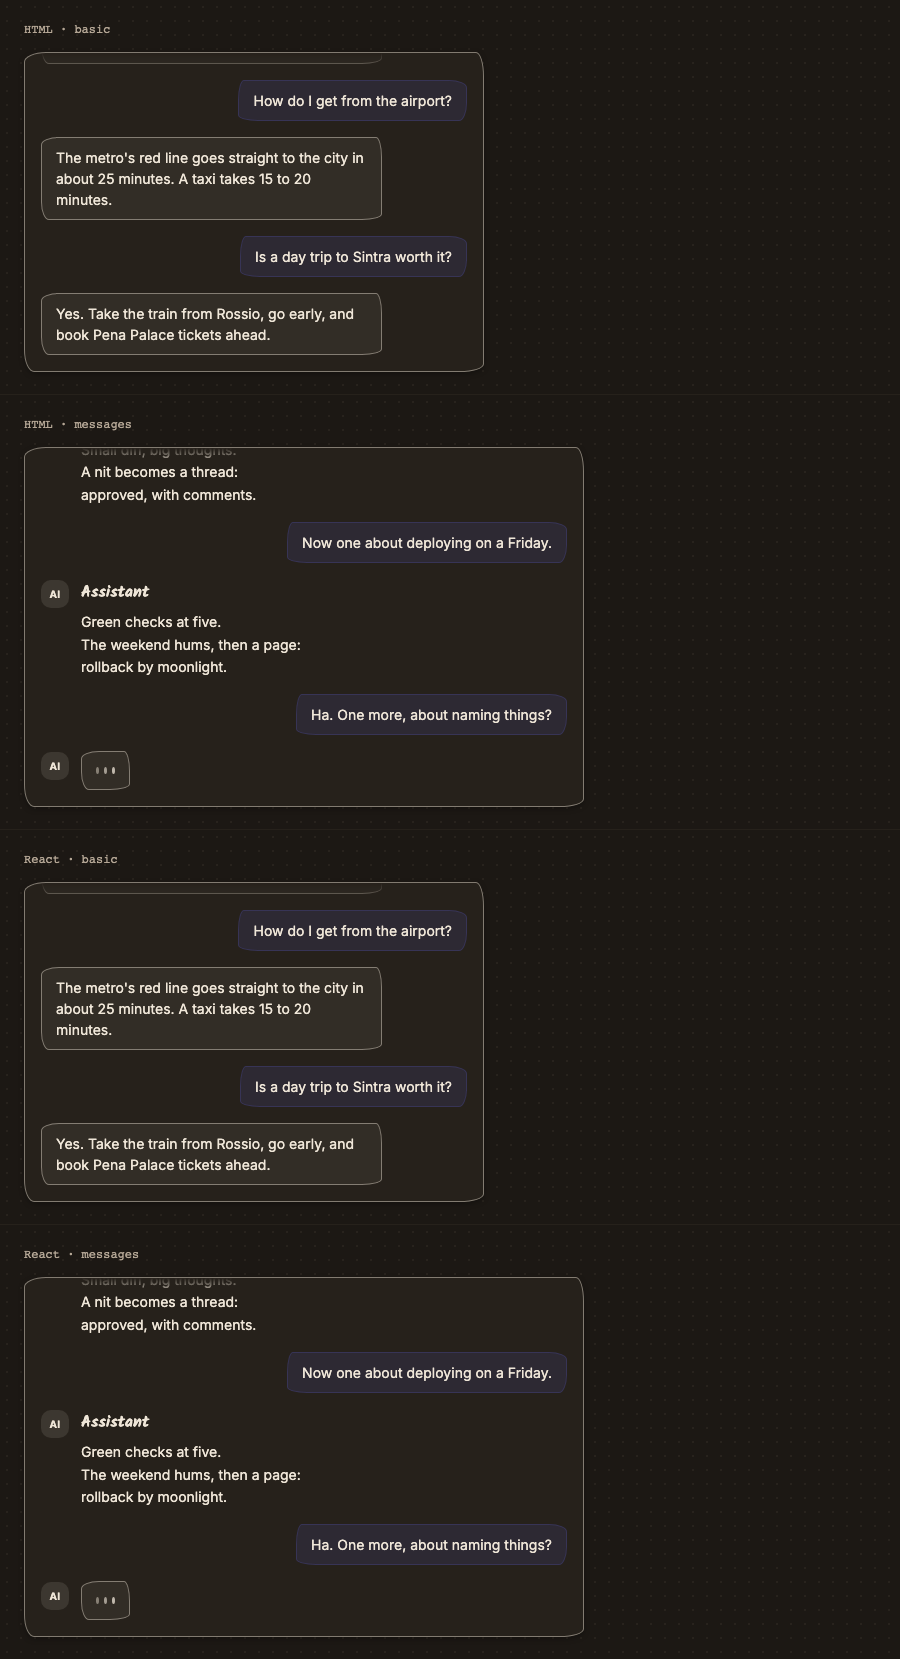 HTML · basic
How do I get from the airport?
The metro's red line goes straight to the city in
about 25 minutes. A taxi takes 15 to 20
minutes.
Is a day trip to Sintra worth it?
Yes. Take the train from Rossio, go early, and
book Pena Palace tickets ahead.
HTML · messages
Small diff, big thoughts.
A nit becomes a thread:
approved, with comments.
Now one about deploying on a Friday.
AI
Assistant
Green checks at five.
The weekend hums, then a page:
rollback by moonlight.
Ha. One more, about naming things?
AI
React · basic
How do I get from the airport?
The metro's red line goes straight to the city in
about 25 minutes. A taxi takes 15 to 20
minutes.
Is a day trip to Sintra worth it?
Yes. Take the train from Rossio, go early, and
book Pena Palace tickets ahead.
React · messages
Small diff, big thoughts.
A nit becomes a thread:
approved, with comments.
Now one about deploying on a Friday.
AI
Assistant
Green checks at five.
The weekend hums, then a page:
rollback by moonlight.
Ha. One more, about naming things?
AI